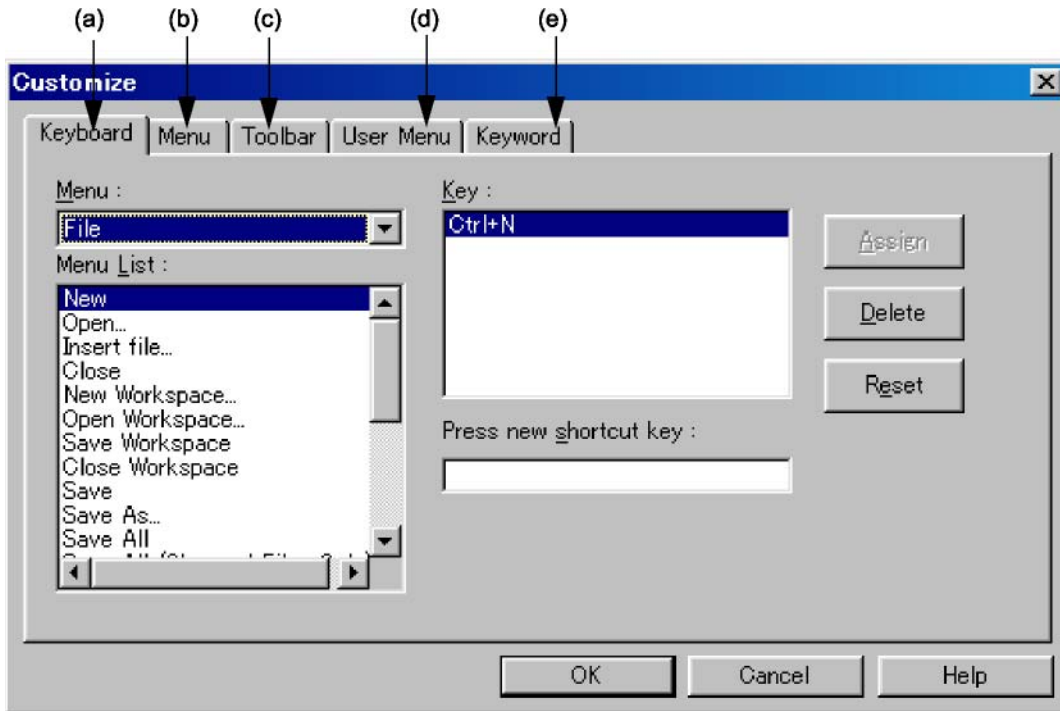 (a) (b) (c) (d) (e)
Customize
Keyboard Menu Toolbar User Menu Keyword
Menu :
File
Menu List :
New
Open...
Insert file...
Close
New Workspace...
Open Workspace...
Save Workspace
Close Workspace
Save
Save As...
Save All
Key :
Ctrl+N
Press new shortcut key :
Assign
Delete
Reset
OK Cancel Help